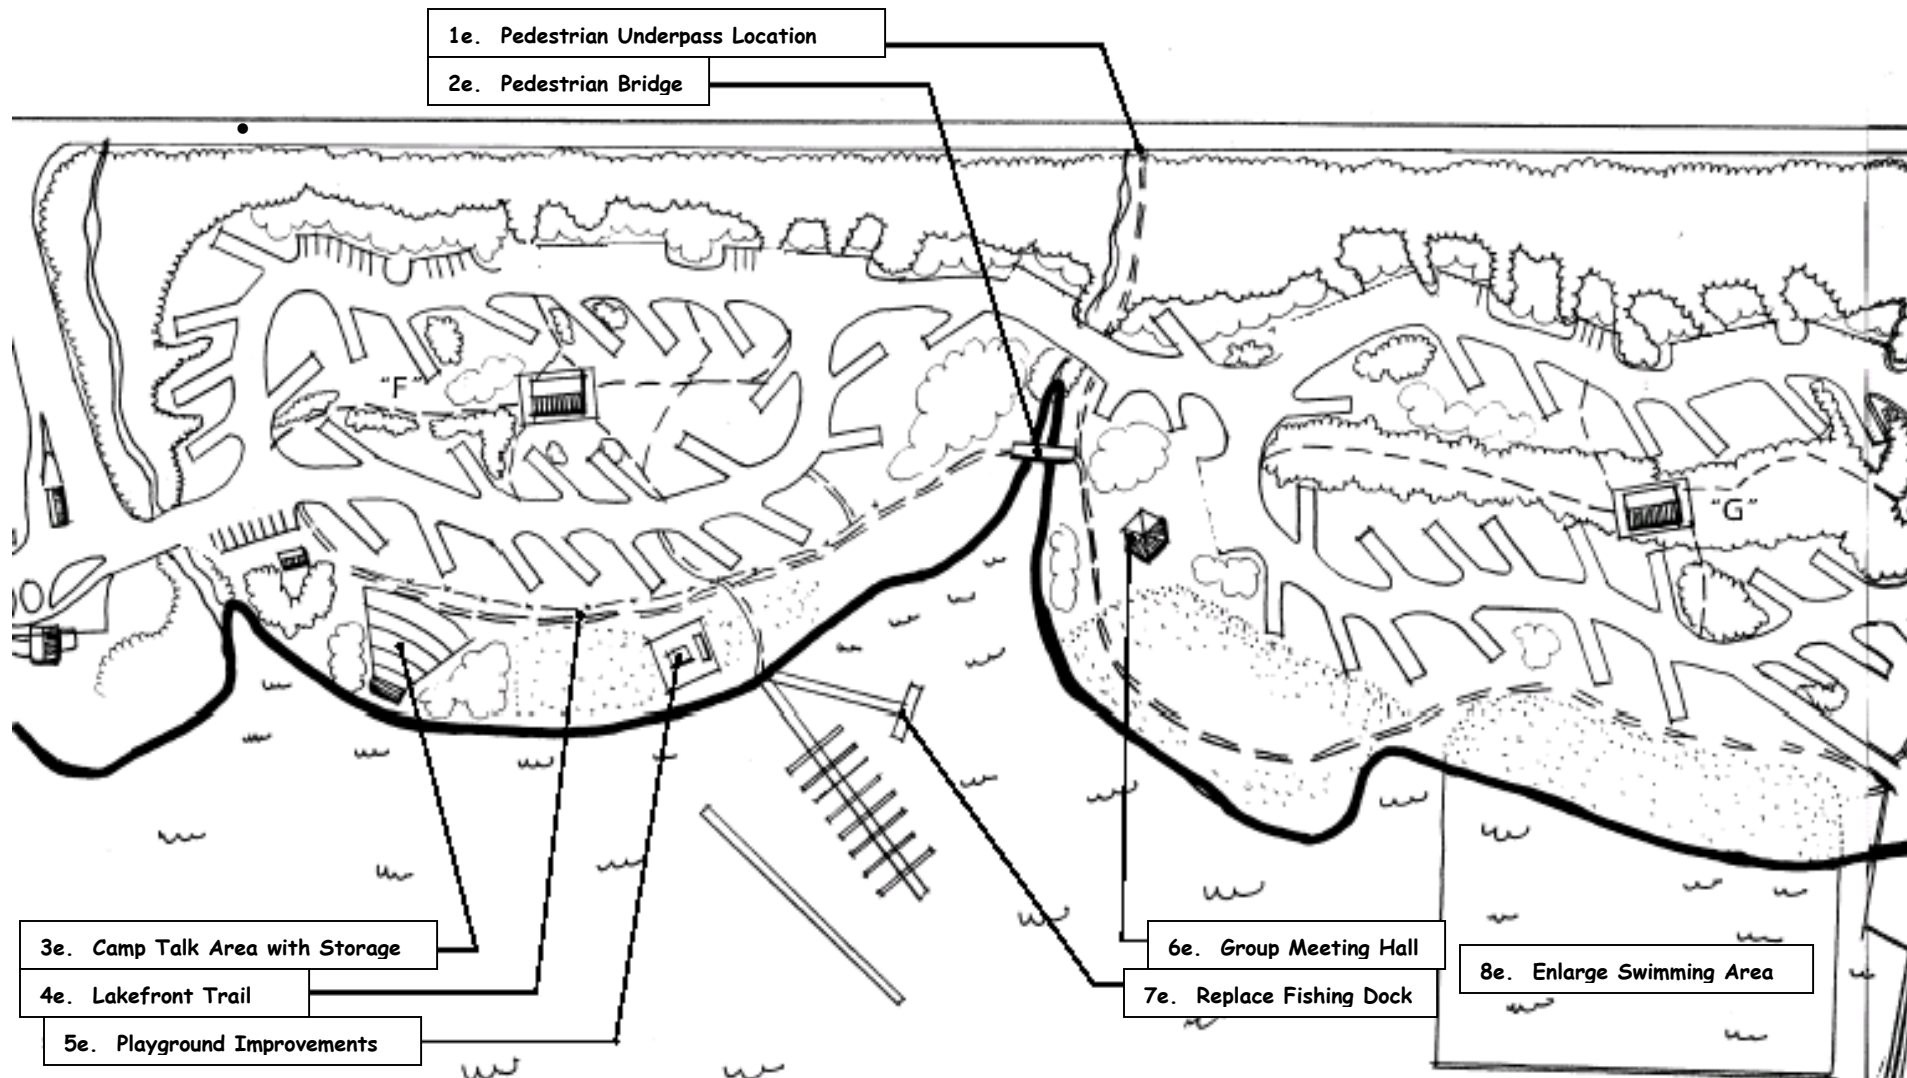 1e. Pedestrian Underpass Location
2e. Pedestrian Bridge
"F"
"G"
3e. Camp Talk Area with Storage
4e. Lakefront Trail
5e. Playground Improvements
6e. Group Meeting Hall
7e. Replace Fishing Dock
8e. Enlarge Swimming Area